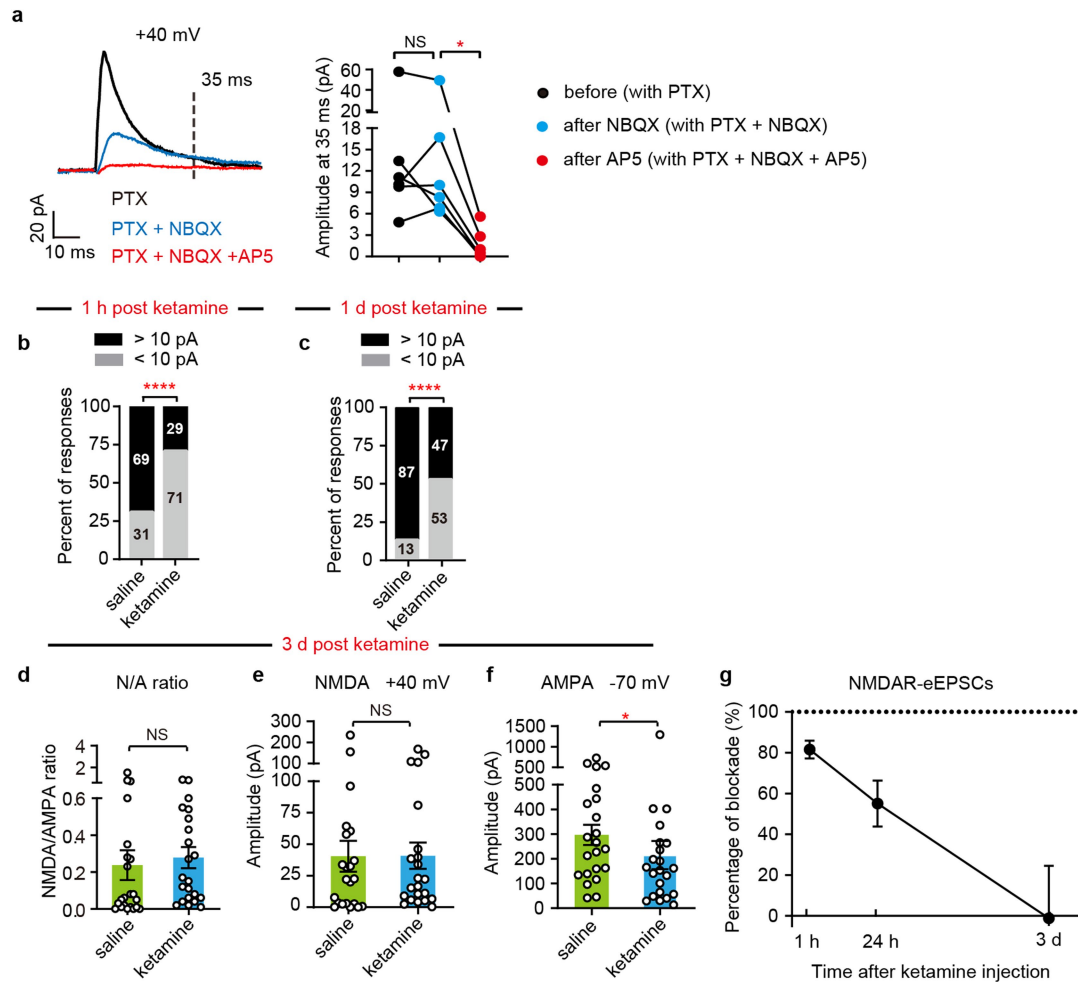 a
+40 mV
35 ms
20 pA
10 ms
PTX
PTX + NBQX
PTX + NBQX +AP5
NS
*
Amplitude at 35 ms (pA)
60
40
20
18
15
12
9
6
3
0
before (with PTX)
after NBQX (with PTX + NBQX)
after AP5 (with PTX + NBQX + AP5)
1 h post ketamine
1 d post ketamine
b
> 10 pA
< 10 pA
****
Percent of responses
100
75
50
25
0
69
31
29
71
saline
ketamine
c
> 10 pA
< 10 pA
****
Percent of responses
100
75
50
25
0
87
13
47
53
saline
ketamine
3 d post ketamine
d
N/A ratio
NS
NMDA/AMPA ratio
4
2
1
0.6
0.4
0.2
0.0
saline
ketamine
e
NMDA +40 mV
NS
Amplitude (pA)
300
250
200
150
100
100
75
50
25
0
saline
ketamine
f
AMPA -70 mV
*
Amplitude (pA)
1500
1000
500
500
400
300
200
100
0
saline
ketamine
g
NMDAR-eEPSCs
Percentage of blockade (%)
100
80
60
40
20
0
1 h
24 h
3 d
Time after ketamine injection